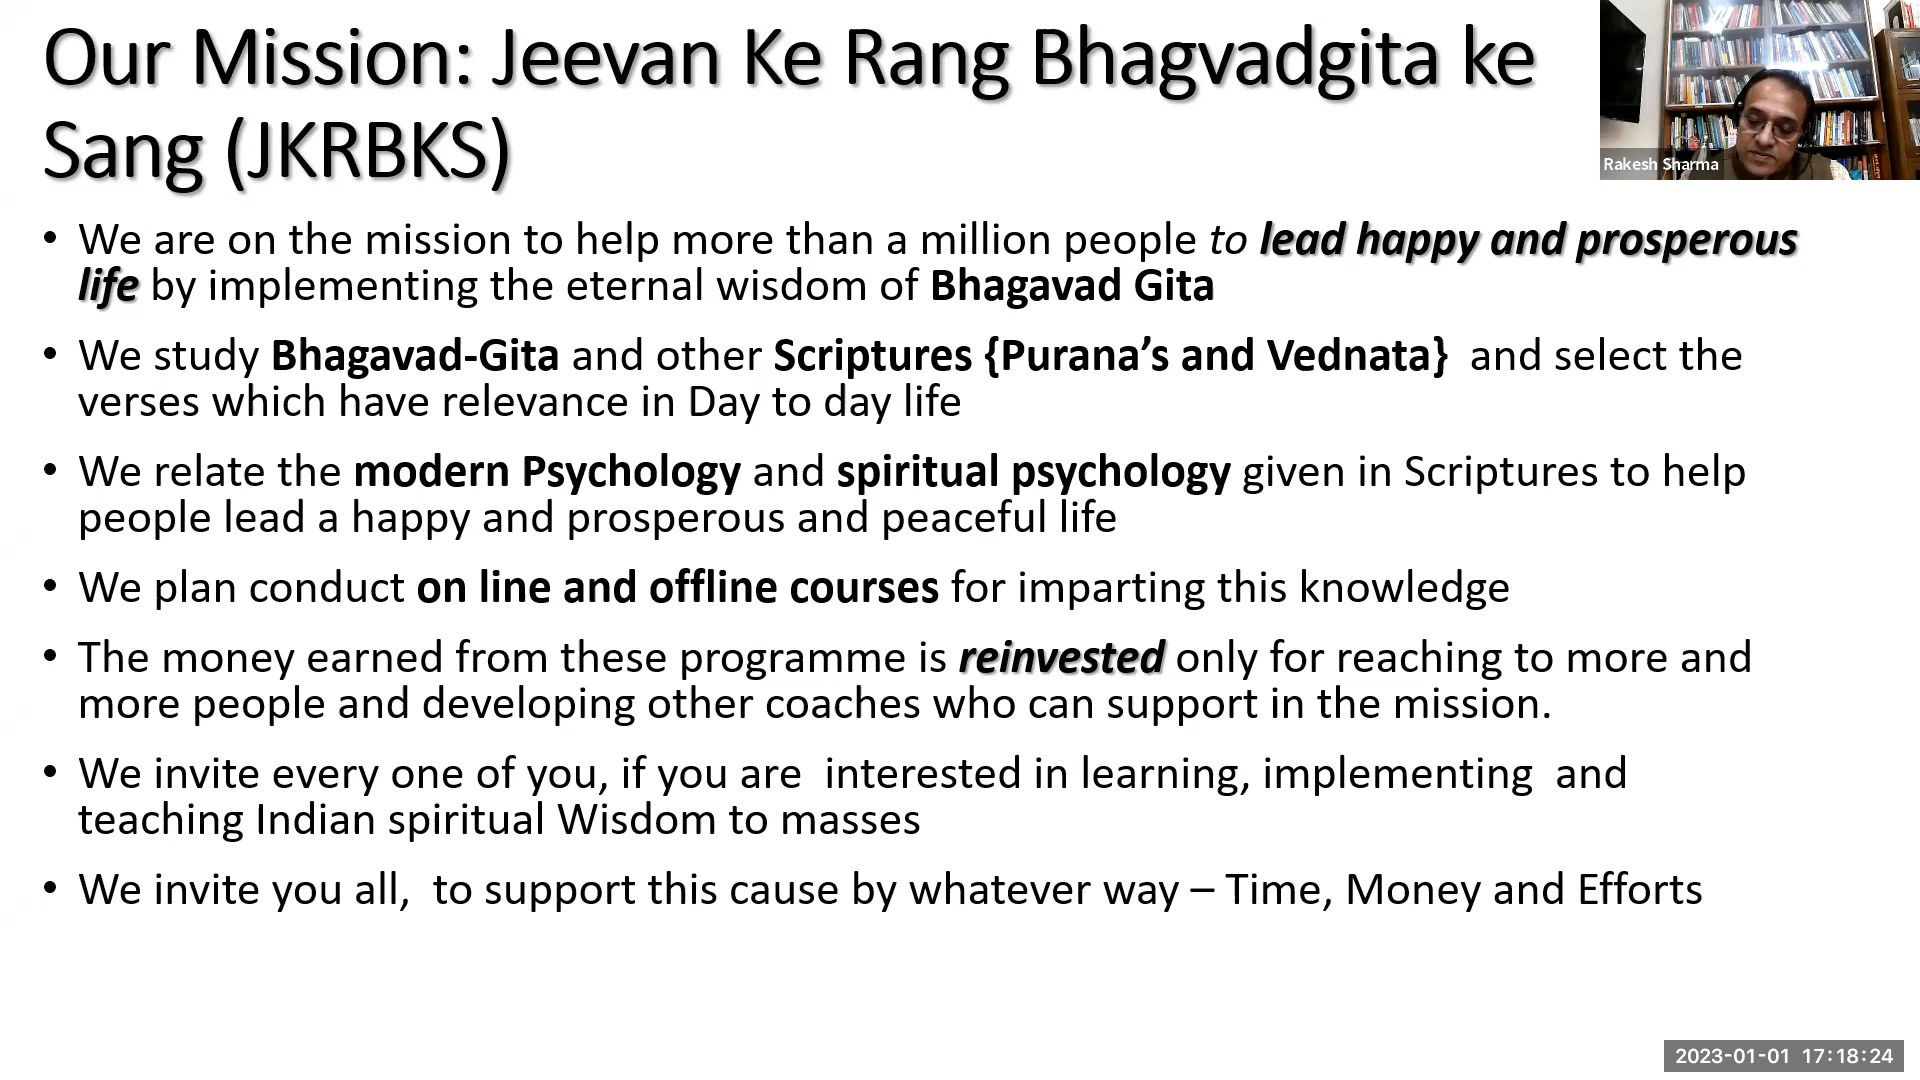 Our Mission: Jeevan Ke Rang Bhagvadgita ke
Sang (JKRBKS)
Rakesh Sharma
• We are on the mission to help more than a million people to lead happy and prosperous
life by implementing the eternal wisdom of Bhagavad Gita
• We study Bhagavad-Gita and other Scriptures {Purana’s and Vednata}  and select the
verses which have relevance in Day to day life
• We relate the modern Psychology and spiritual psychology given in Scriptures to help
people lead a happy and prosperous and peaceful life
• We plan conduct on line and offline courses for imparting this knowledge
• The money earned from these programme is reinvested only for reaching to more and
more people and developing other coaches who can support in the mission.
• We invite every one of you, if you are  interested in learning, implementing  and
teaching Indian spiritual Wisdom to masses
• We invite you all,  to support this cause by whatever way – Time, Money and Efforts
2023-01-01 17:18:24